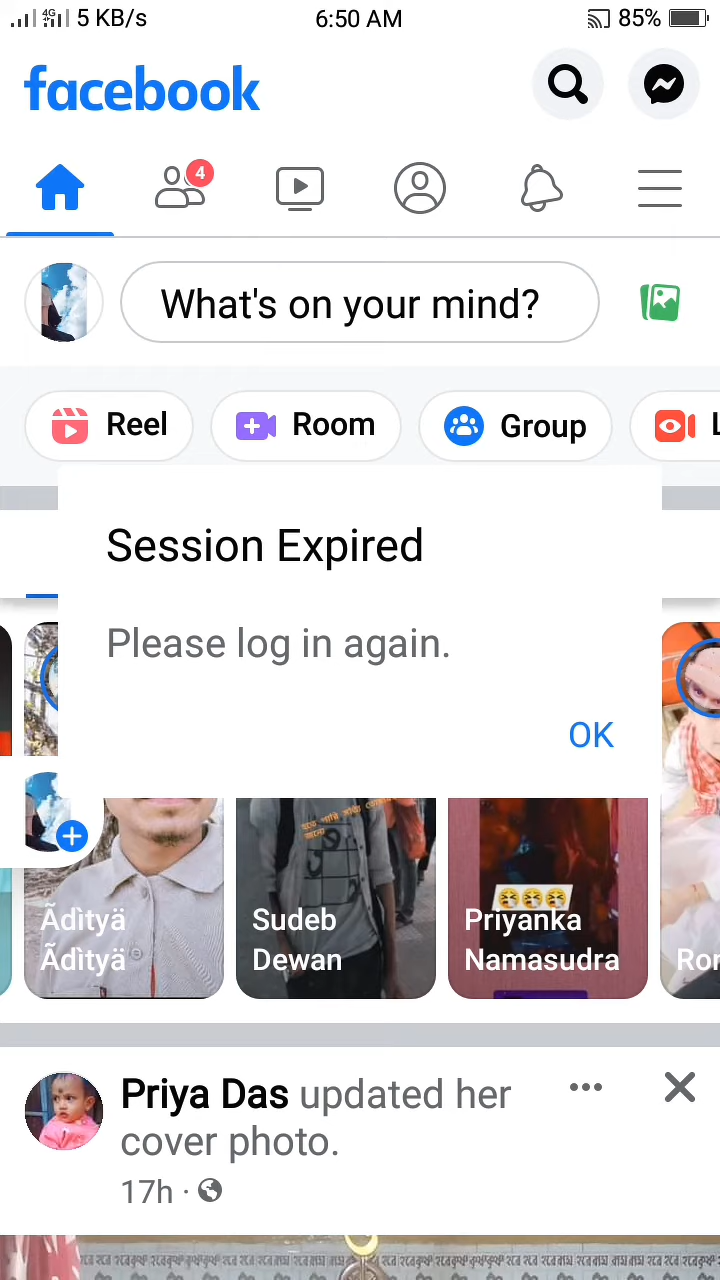 4G 5 KB/s 6:50 AM 85%
facebook
4
What's on your mind?
Reel Room Group
Session Expired
Please log in again.
OK
Ãdìtyä
Ãdìtyä
Sudeb
Dewan
Priyanka
Namasudra
Priya Das updated her
cover photo.
17h ·